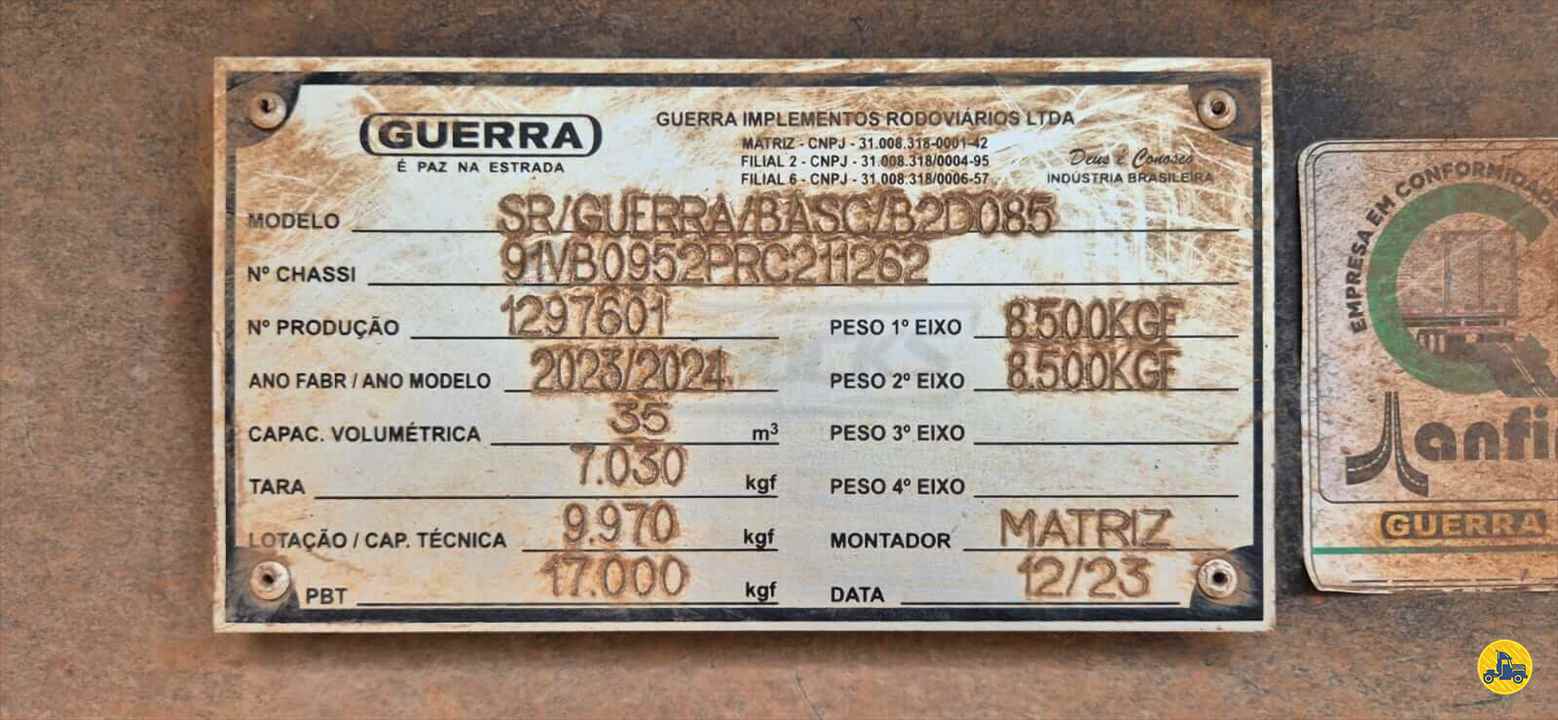 GUERRA
É PAZ NA ESTRADA
GUERRA IMPLEMENTOS RODOVIÁRIOS LTDA
MATRIZ - CNPJ - 31.008.318-0001-42
FILIAL 2 - CNPJ - 31.008.318/0004-95
FILIAL 6 - CNPJ - 31.008.318/0006-57
Deus é Conosco
INDÚSTRIA BRASILEIRA
MODELO SR/GUERRA/BASC/B2D085
Nº CHASSI 91VB0952PRC211262
Nº PRODUÇÃO 1297601 PESO 1º EIXO 8.500KGF
ANO FABR / ANO MODELO 2023/2024 PESO 2º EIXO 8.500KGF
CAPAC. VOLUMÉTRICA 35 m³ PESO 3º EIXO
TARA 7.030 kgf PESO 4º EIXO
LOTAÇÃO / CAP. TÉCNICA 9.970 kgf MONTADOR MATRIZ
PBT 17.000 kgf DATA 12/23
EMPRESA EM CONFORMIDADE
anfi
GUERRA